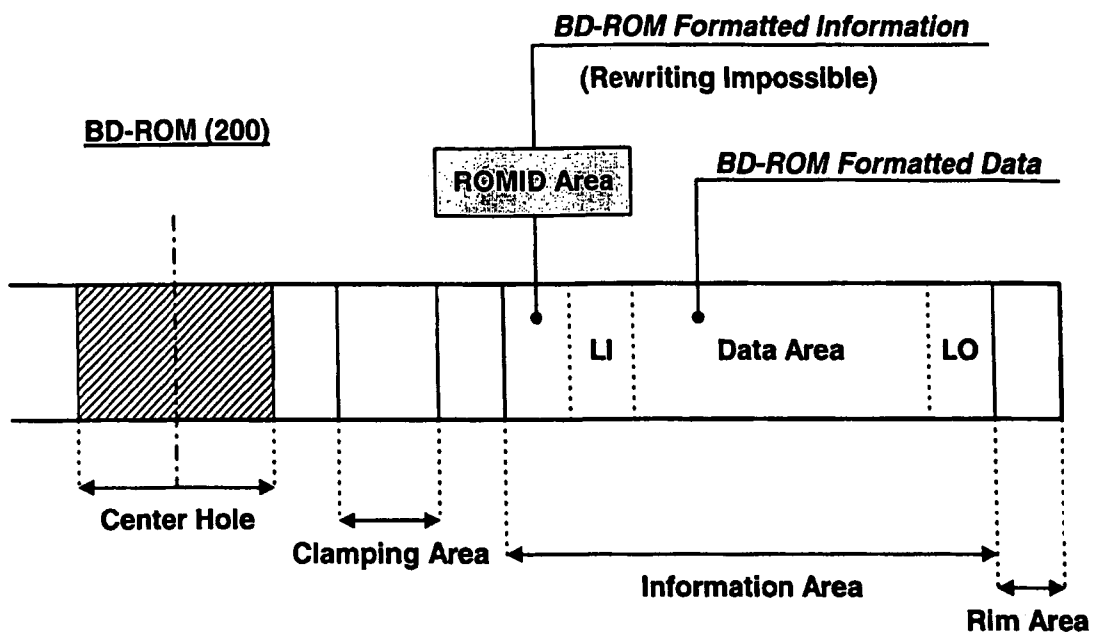 BD-ROM Formatted Information
(Rewriting Impossible)
BD-ROM (200)
ROMID Area
BD-ROM Formatted Data
LI
Data Area
LO
Center Hole
Clamping Area
Information Area
Rim Area